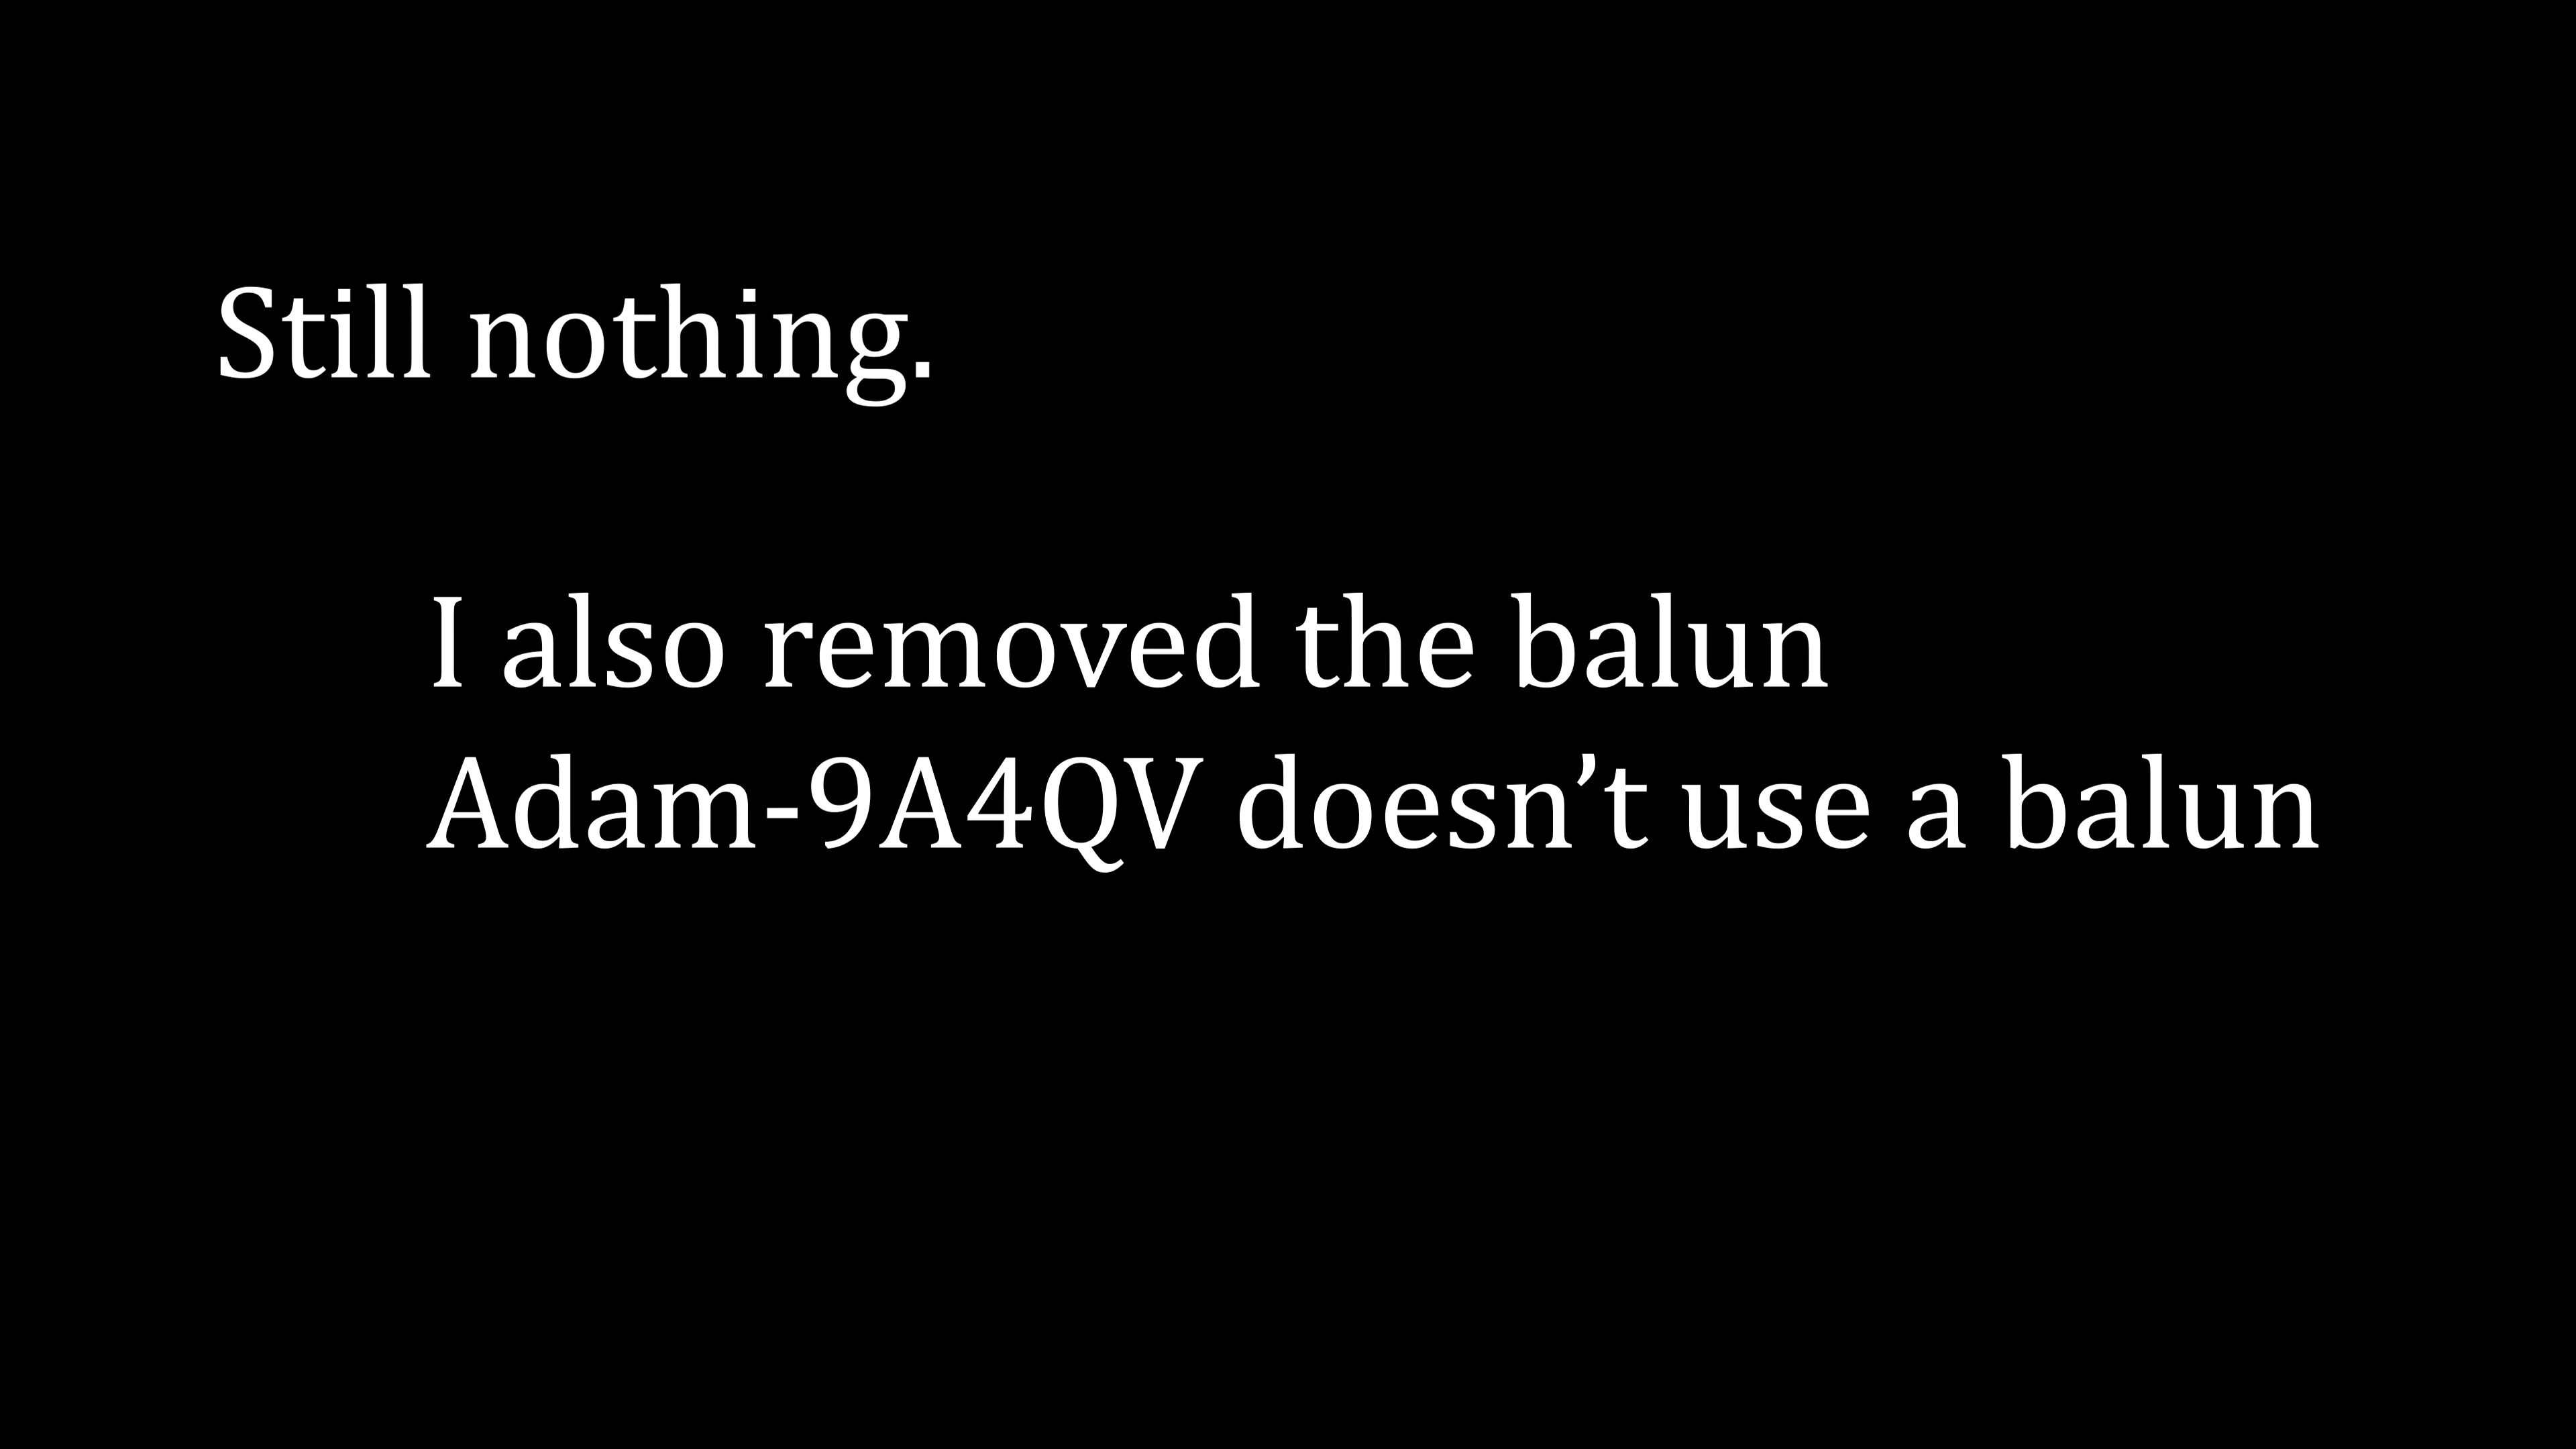 Still nothing.
I also removed the balun
Adam-9A4QV doesn’t use a balun